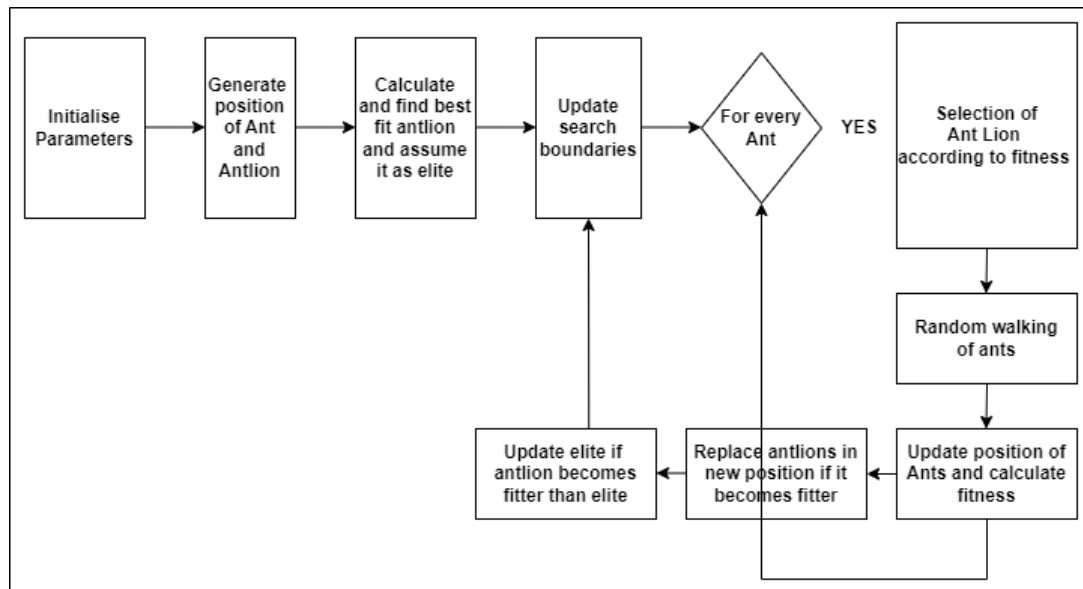 Initialise
Parameters
Generate
position
of Ant
and
Antlion
Calculate
and find best
fit antlion
and assume
it as elite
Update
search
boundaries
For every
Ant
YES
Selection of
Ant Lion
according to fitness
Random walking
of ants
Update position of
Ants and calculate
fitness
Replace antlions in
new position if it
becomes fitter
Update elite if
antlion becomes
fitter than elite